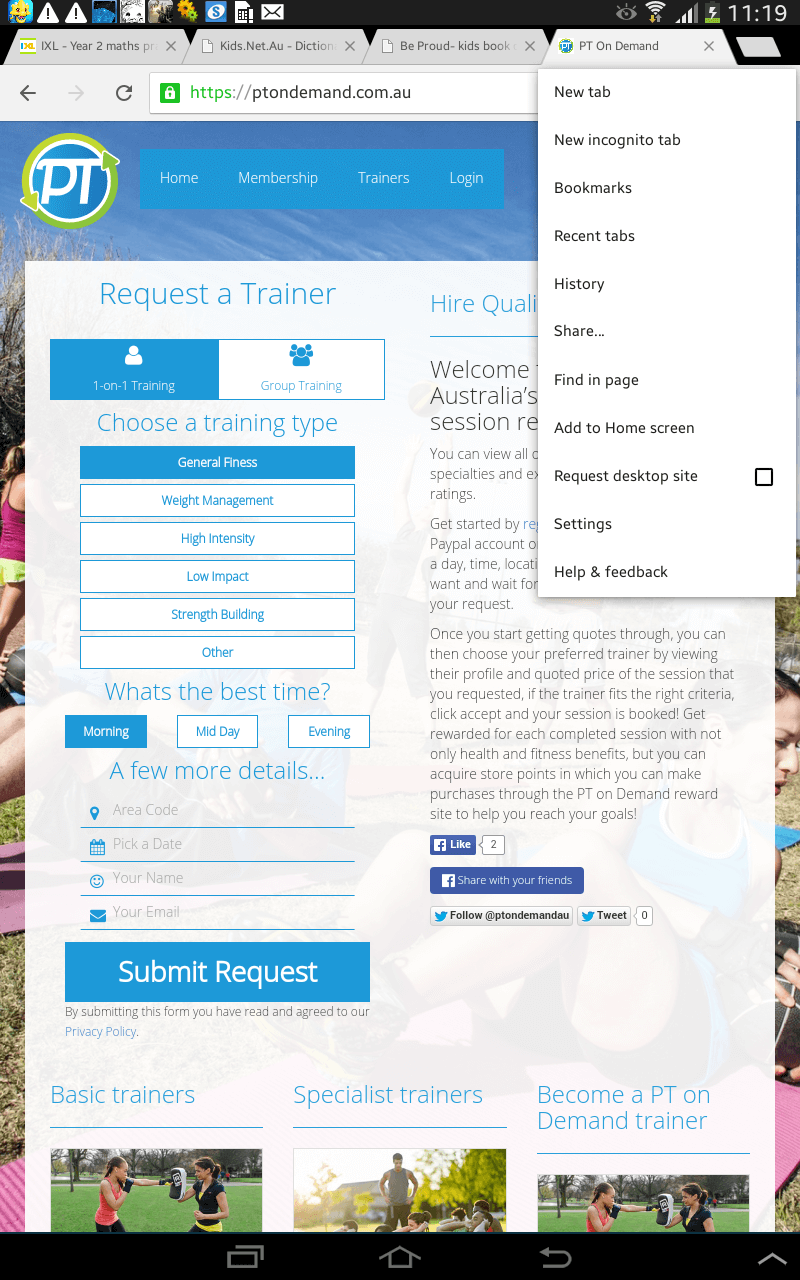 11:19
IXL - Year 2 maths pr
Kids.Net.Au - Diction
Be Proud- kids book
PT On Demand
https://ptondemand.com.au
New tab
New incognito tab
Bookmarks
Recent tabs
History
Share...
Find in page
Add to Home screen
Request desktop site
Settings
Help & feedback
PT
Home
Membership
Trainers
Login
Request a Trainer
1-on-1 Training
Group Training
Choose a training type
General Finess
Weight Management
High Intensity
Low Impact
Strength Building
Other
Whats the best time?
Morning
Mid Day
Evening
A few more details...
Area Code
Pick a Date
Your Name
Your Email
Submit Request
By submitting this form you have read and agreed to our
Privacy Policy.
Hire Quali
Welcome
Australia's
session re
You can view all
specialties and ex
ratings.
Get started by reg
Paypal account o
a day, time, locati
want and wait for
your request.
Once you start getting quotes through, you can
then choose your preferred trainer by viewing
their profile and quoted price of the session that
you requested, if the trainer fits the right criteria,
click accept and your session is booked! Get
rewarded for each completed session with not
only health and fitness benefits, but you can
acquire store points in which you can make
purchases through the PT on Demand reward
site to help you reach your goals!
Like 2
Share with your friends
Follow @ptondemandau Tweet 0
Basic trainers
Specialist trainers
Become a PT on
Demand trainer